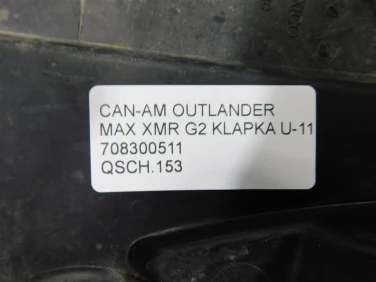 CAN-AM OUTLANDER
MAX XMR G2 KLAPKA U-11
708300511
QSCH.153